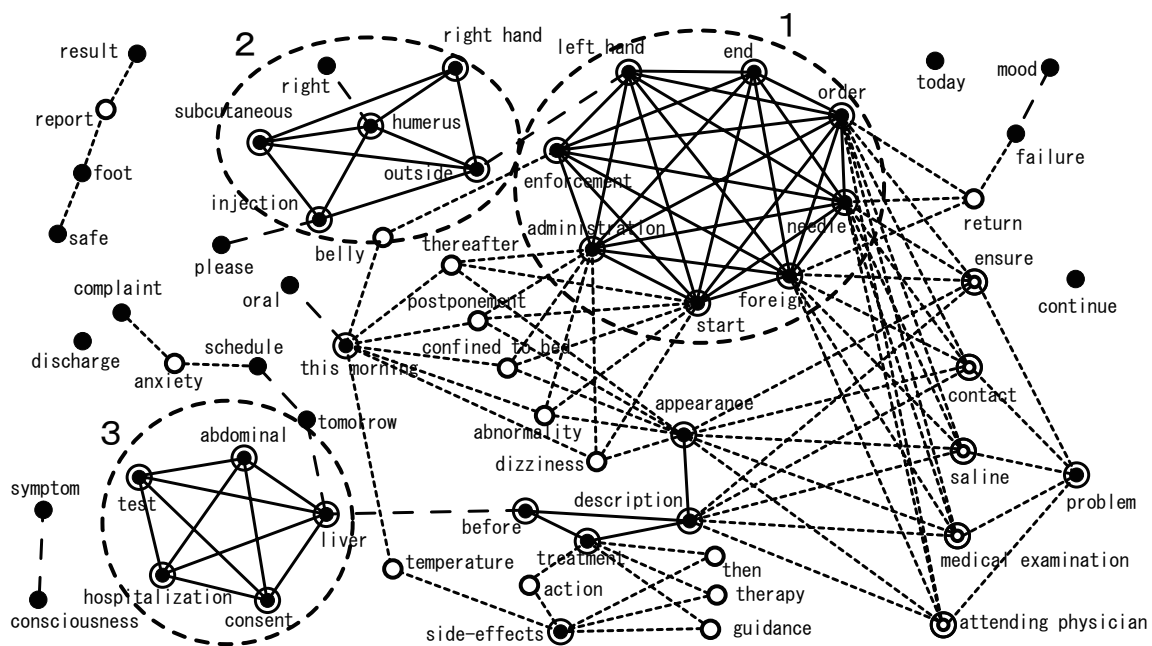 1
2
right hand
left hand
end
result
mood
right
today
order
subcutaneous
report
humerus
failure
foot
outside
enforcement
injection
return
safe
administration
needle
belly
thereafter
please
ensure
complaint
oral
postponement
foreign
continue
start
discharge
schedule
confined to bed
this morning
anxiety
contact
appearance
3
tomorrow
abdominal
abnormality
dizziness
saline
symptom
test
description
problem
before
liver
treatment
medical examination
temperature
then
hospitalization
action
therapy
consciousness
consent
side-effects
guidance
attending physician